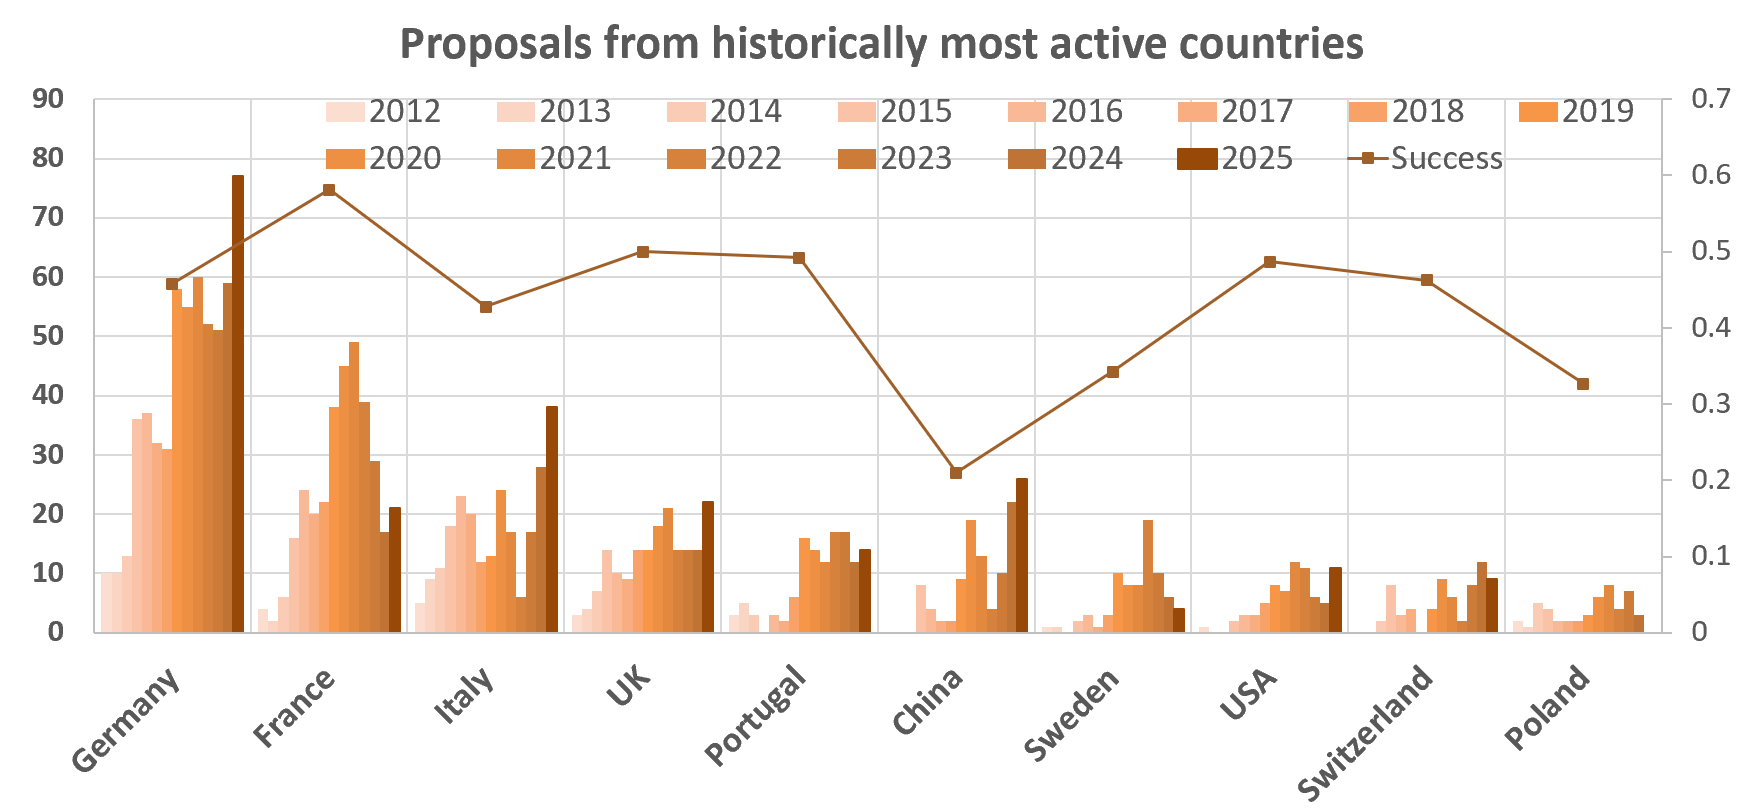 Proposals from historically most active countries
90
80
70
60
50
40
30
20
10
0
2012 2013 2014 2015 2016 2017 2018 2019
2020 2021 2022 2023 2024 2025 Success
0.7
0.6
0.5
0.4
0.3
0.2
0.1
0
Germany
France
Italy
UK
Portugal
China
Sweden
USA
Switzerland
Poland